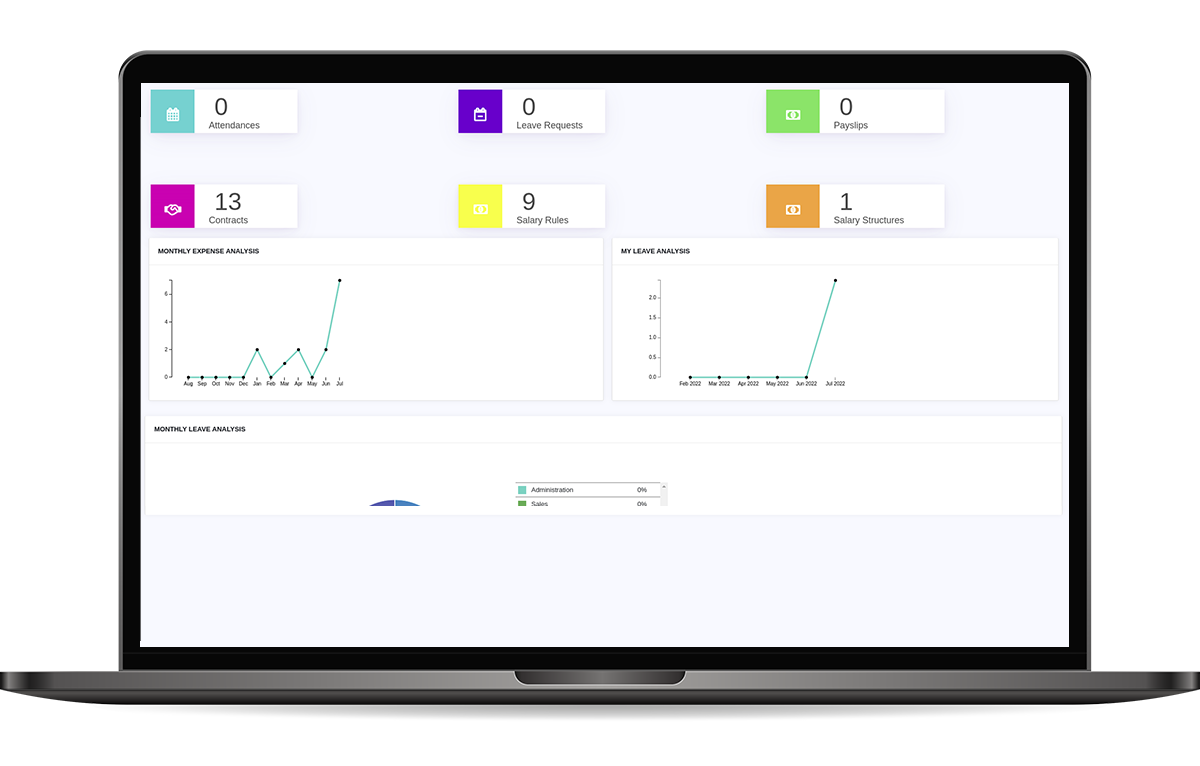 0
Attendances
0
Leave Requests
0
Payslips
13
Contracts
9
Salary Rules
1
Salary Structures
MONTHLY EXPENSE ANALYSIS
6
4
2
0
Aug Sep Oct Nov Dec Jan Feb Mar Apr May Jun Jul
MY LEAVE ANALYSIS
2.0
1.5
1.0
0.5
0.0
Feb 2022 Mar 2022 Apr 2022 May 2022 Jun 2022 Jul 2022
MONTHLY LEAVE ANALYSIS
Administration 0%
Sales 0%